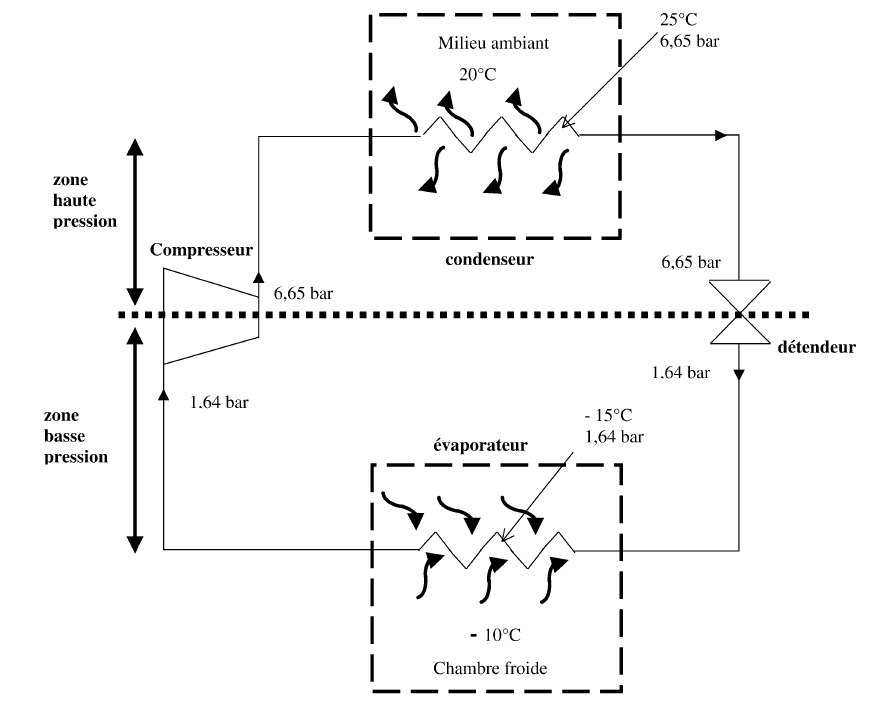 25°C
6,65 bar
Milieu ambiant
20°C
zone
haute
pression
Compresseur
condenseur
6,65 bar
6,65 bar
détendeur
1.64 bar
1.64 bar
zone
basse
pression
- 15°C
1,64 bar
évaporateur
- 10°C
Chambre froide